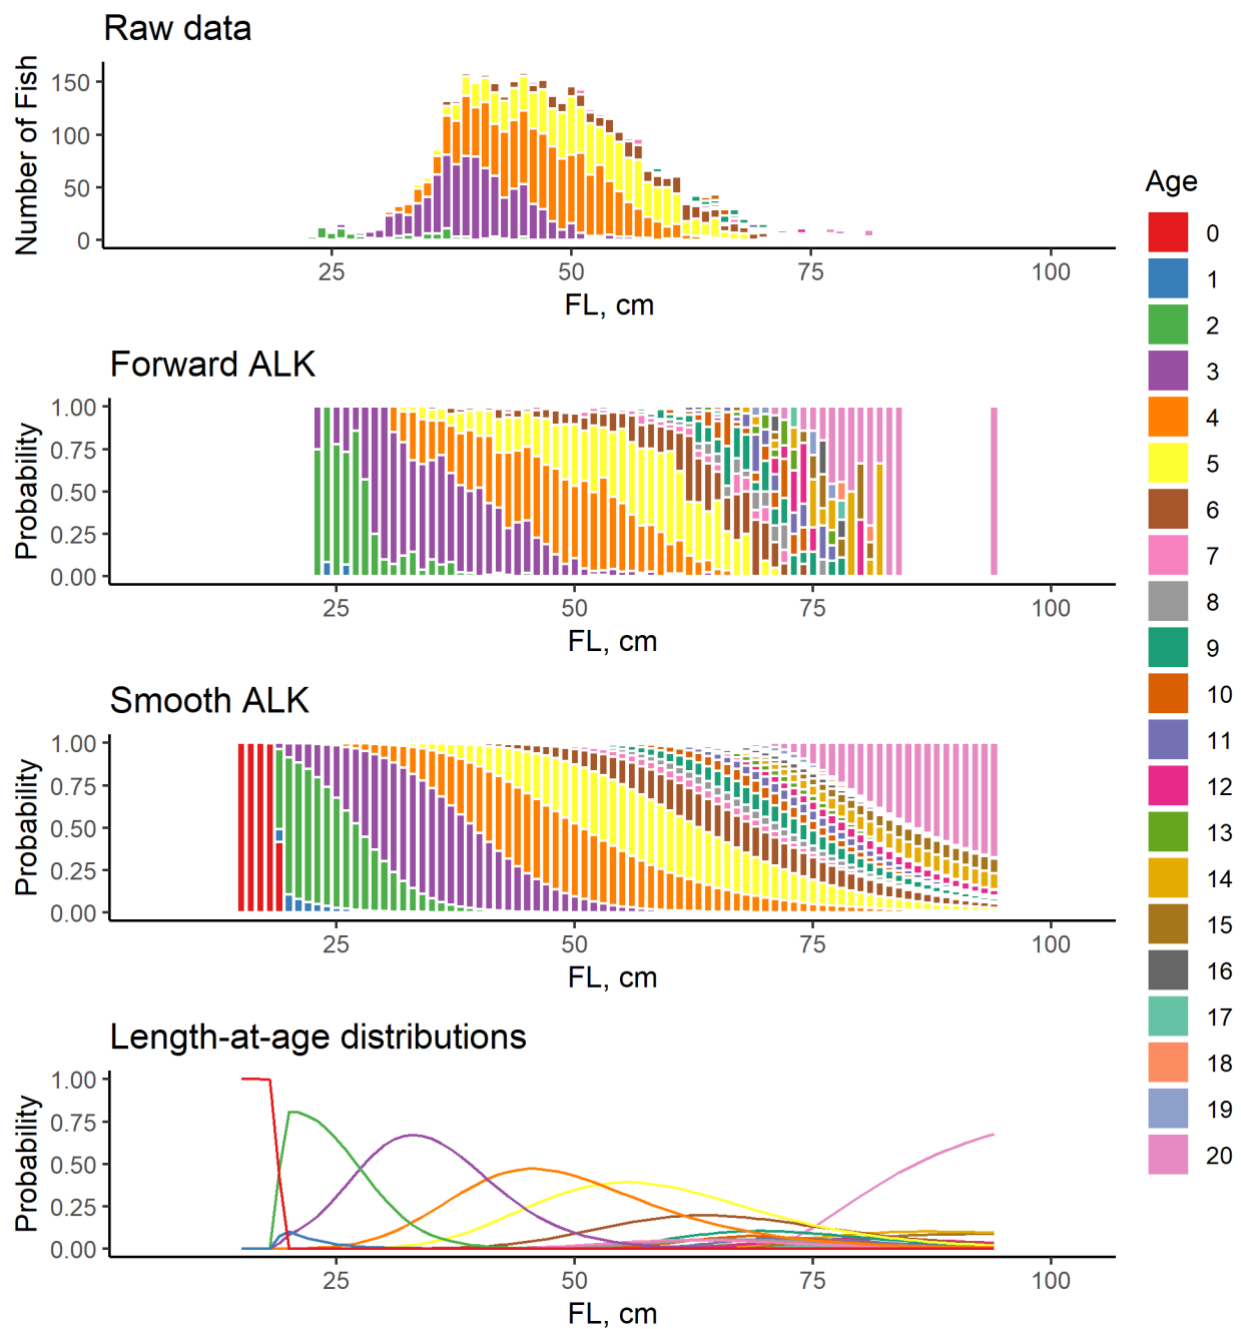 Raw data
Number of Fish
150
100
50
0
25 50 75 100
FL, cm
Forward ALK
Probability
1.00
0.75
0.50
0.25
0.00
25 50 75 100
FL, cm
Smooth ALK
Probability
1.00
0.75
0.50
0.25
0.00
25 50 75 100
FL, cm
Length-at-age distributions
Probability
1.00
0.75
0.50
0.25
0.00
25 50 75 100
FL, cm
Age
0
1
2
3
4
5
6
7
8
9
10
11
12
13
14
15
16
17
18
19
20